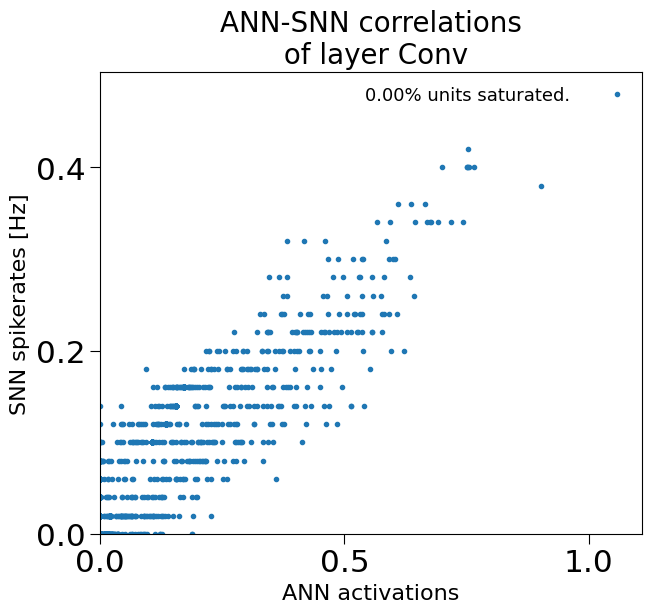 ANN-SNN correlations
of layer Conv
0.00% units saturated.
SNN spikerates [Hz]
0.4
0.2
0.0
0.0 0.5 1.0
ANN activations